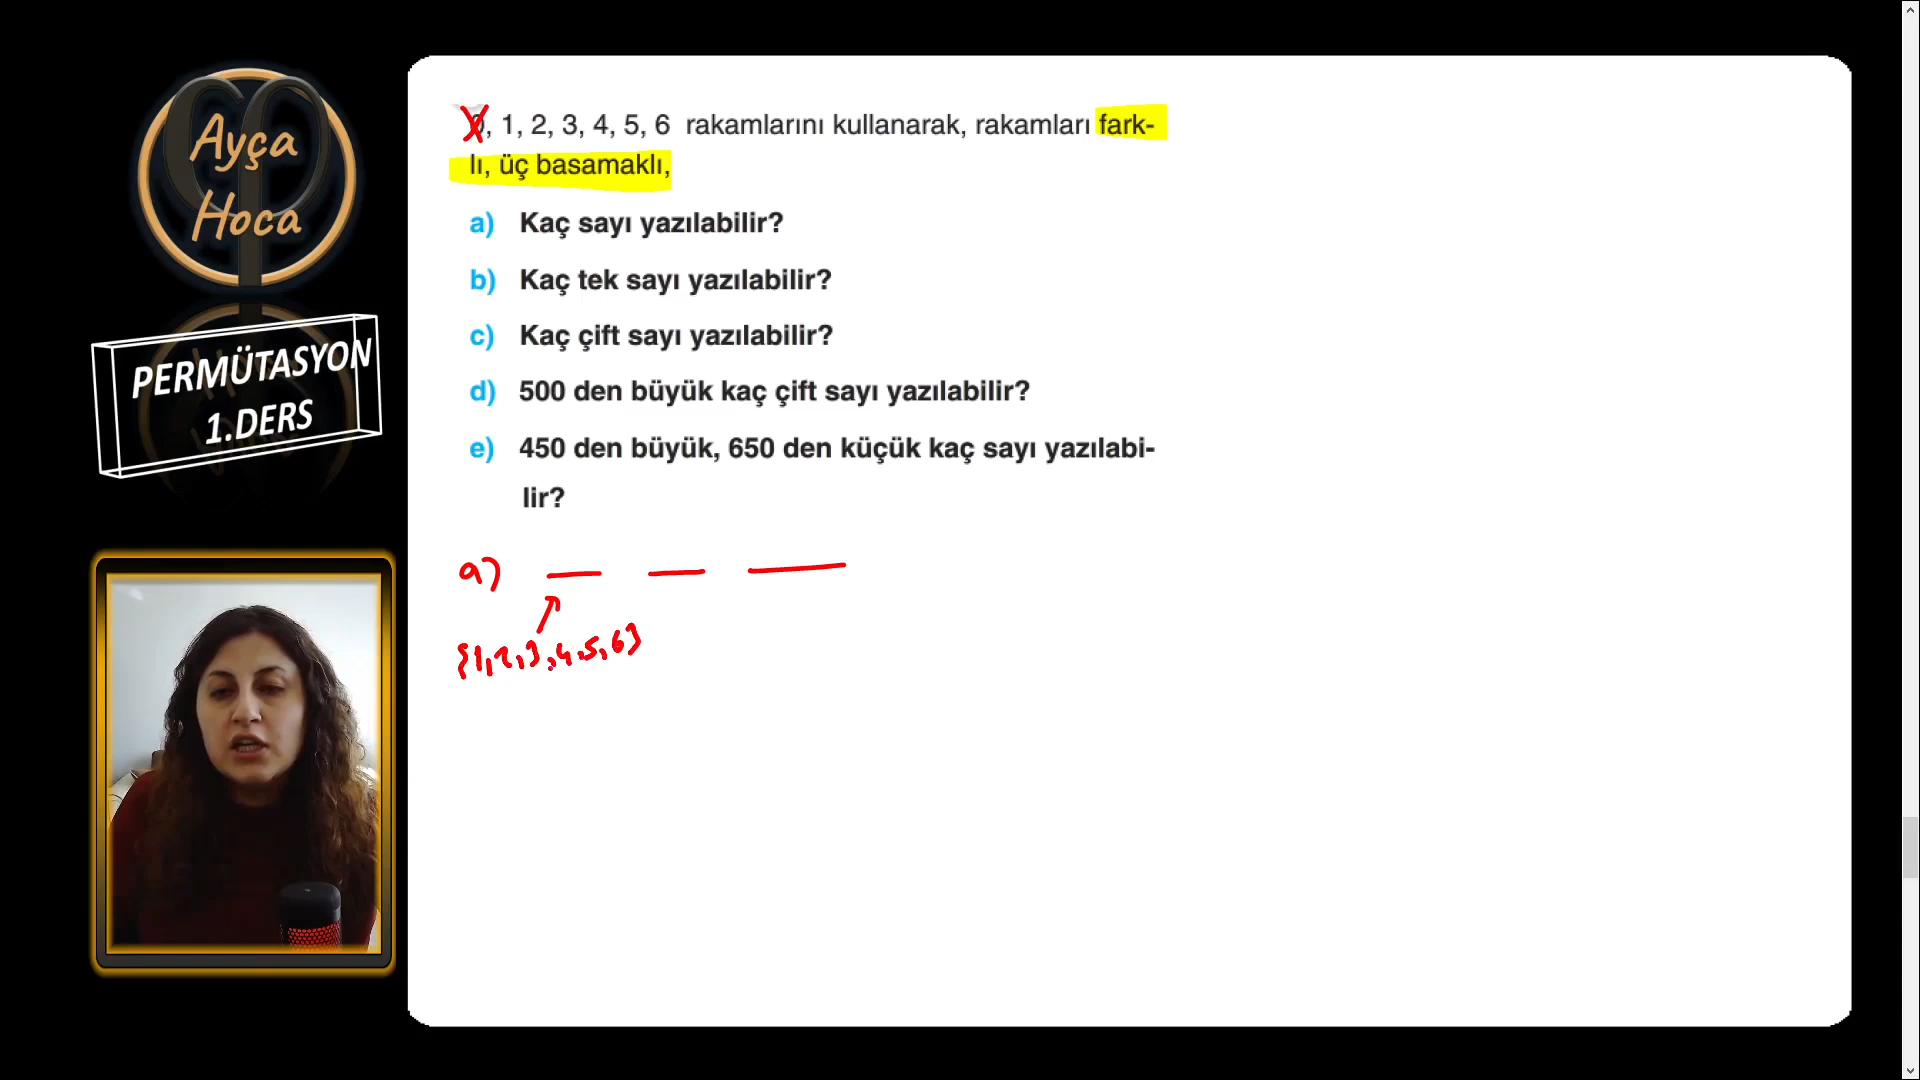 Ayça
Hoca
PERMÜTASYON
1.DERS
0, 1, 2, 3, 4, 5, 6 rakamlarını kullanarak, rakamları fark-
lı, üç basamaklı,
a) Kaç sayı yazılabilir?
b) Kaç tek sayı yazılabilir?
c) Kaç çift sayı yazılabilir?
d) 500 den büyük kaç çift sayı yazılabilir?
e) 450 den büyük, 650 den küçük kaç sayı yazılabi-
lir?
a)
{1,2,3,4,5,6}